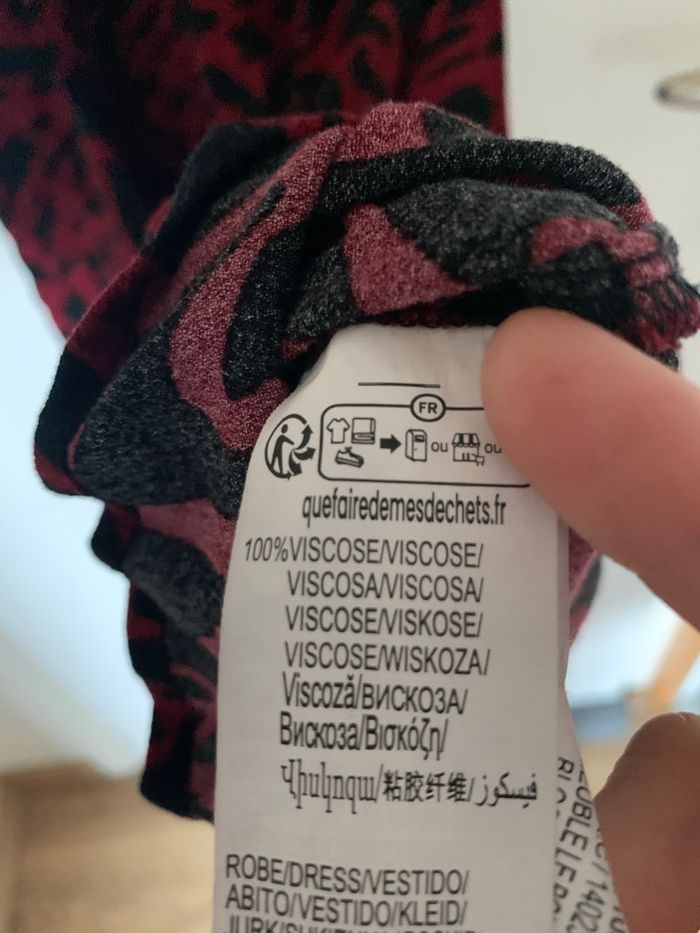 FR
ou ou
quefairedemesdechets.fr
100%VISCOSE/VISCOSE/
VISCOSA/VISCOSA/
VISCOSE/VISKOSE/
VISCOSE/WISKOZA/
Viscoză/ВИСКОЗА/
Вискоза/Βισκόζη/
Վիսկոզա/粘胶纤维/فيسكوز
ROBE/DRESS/VESTIDO/
ABITO/VESTIDO/KLEID/